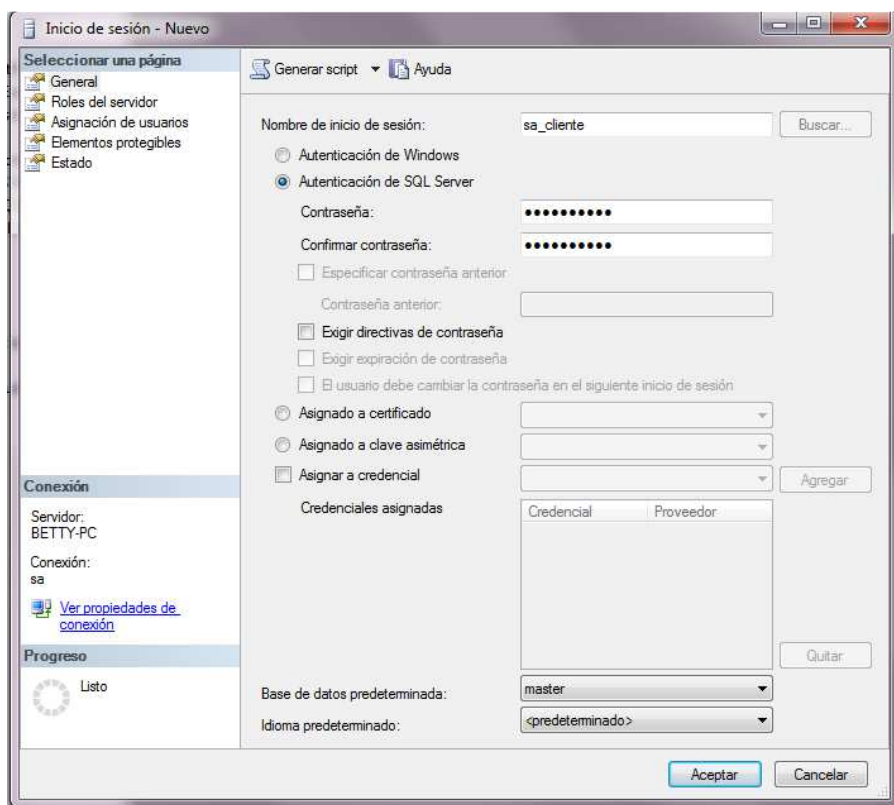 Inicio de sesión - Nuevo
Seleccionar una página
General
Roles del servidor
Asignación de usuarios
Elementos protegibles
Estado
Generar script
Ayuda
Nombre de inicio de sesión: sa_cliente Buscar...
Autenticación de Windows
Autenticación de SQL Server
Contraseña: ••••••••••
Confirmar contraseña: ••••••••••
Especificar contraseña anterior
Contraseña anterior:
Exigir directivas de contraseña
Exigir expiración de contraseña
El usuario debe cambiar la contraseña en el siguiente inicio de sesión
Asignado a certificado
Asignado a clave asimétrica
Asignar a credencial Agregar
Credenciales asignadas Credencial Proveedor
Quitar
Base de datos predeterminada: master
Idioma predeterminado: <predeterminado>
Conexión
Servidor:
BETTY-PC
Conexión:
sa
Ver propiedades de
conexión
Progreso
Listo
Aceptar Cancelar